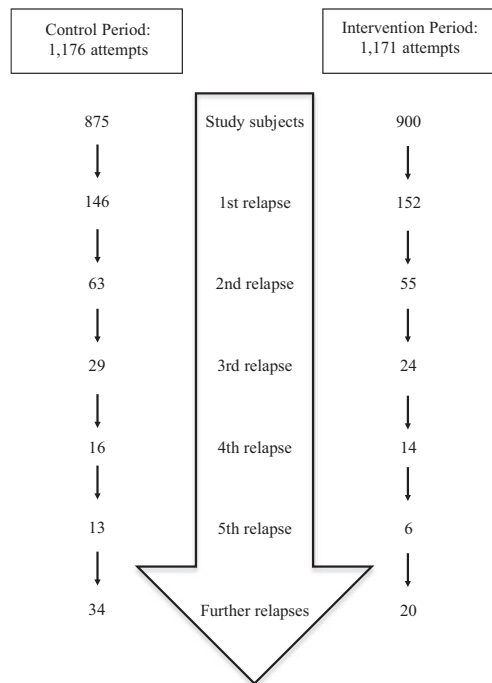 Control Period:
1,176 attempts
Intervention Period:
1,171 attempts
875 Study subjects 900
146 1st relapse 152
63 2nd relapse 55
29 3rd relapse 24
16 4th relapse 14
13 5th relapse 6
34 Further relapses 20